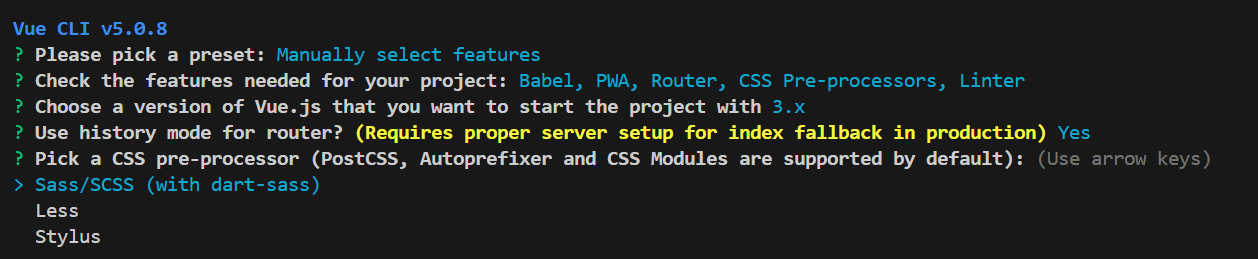 Vue CLI v5.0.8
? Please pick a preset: Manually select features
? Check the features needed for your project: Babel, PWA, Router, CSS Pre-processors, Linter
? Choose a version of Vue.js that you want to start the project with 3.x
? Use history mode for router? (Requires proper server setup for index fallback in production) Yes
? Pick a CSS pre-processor (PostCSS, Autoprefixer and CSS Modules are supported by default): (Use arrow keys)
> Sass/SCSS (with dart-sass)
Less
Stylus